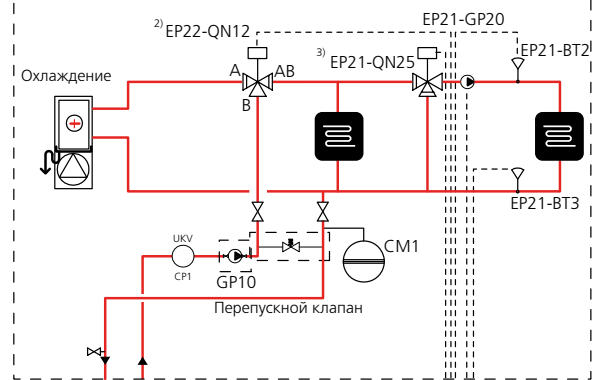 EP21-GP20
2) EP22-QN12
3) EP21-QN25
EP21-BT2
Охлаждение
A
AB
B
EP21-BT3
UKV
CP1
GP10
CM1
Перепускной клапан